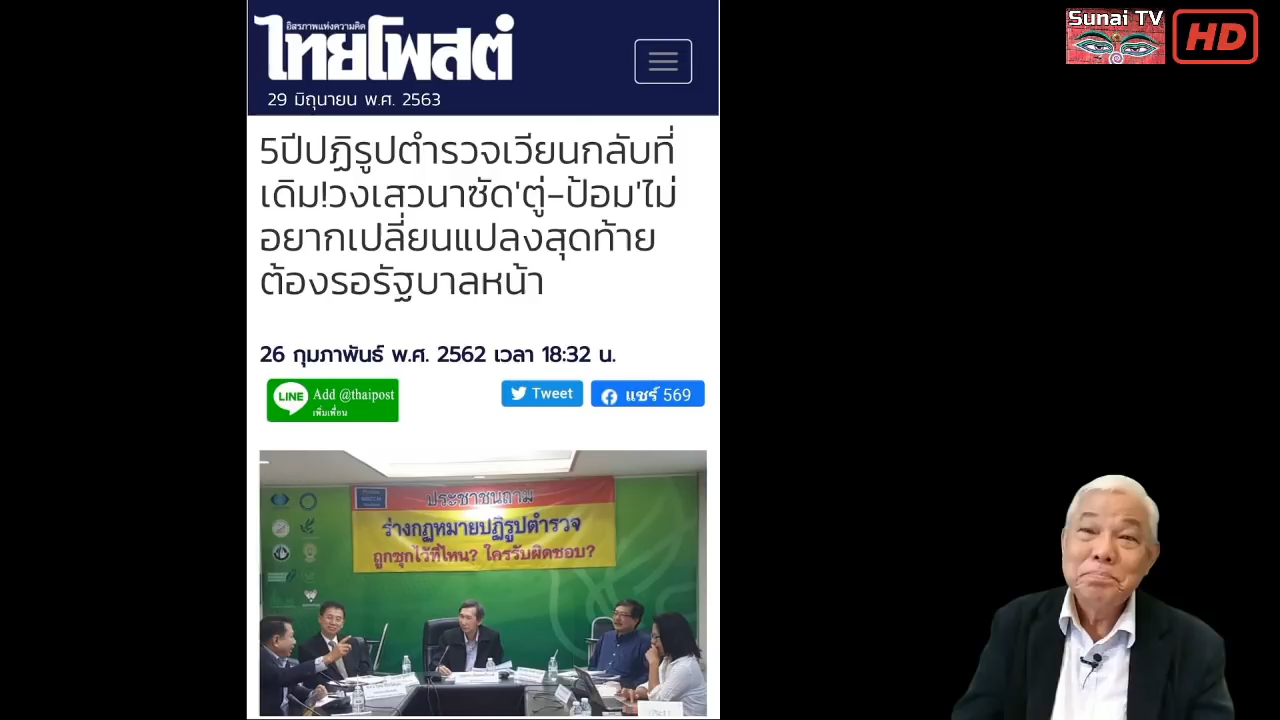 Sunai TV
HD
อิสรภาพแห่งความคิด
ไทยโพสต์
29 มิถุนายน พ.ศ. 2563
5ปีปฏิรูปตำรวจเวียนกลับที่
เดิม!วงเสวนาซัด'ตู่-ป้อม'ไม่
อยากเปลี่ยนแปลงสุดท้าย
ต้องรอรัฐบาลหน้า
26 กุมภาพันธ์ พ.ศ. 2562 เวลา 18:32 น.
LINE
Add @thaipost
เพิ่มเพื่อน
Tweet
แชร์ 569
ประชาชนถาม
ร่างกฎหมายปฏิรูปตำรวจ
ถูกซุกไว้ที่ไหน? ใครรับผิดชอบ?